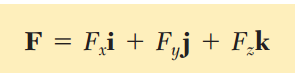 F = Fₓi + Fᵧj + F_zk